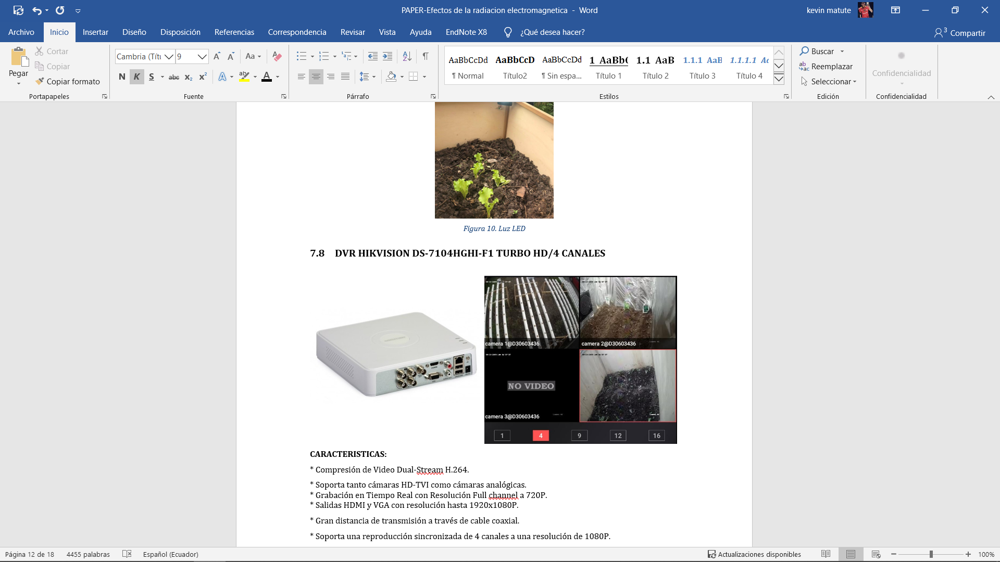 PAPER-Efectos de la radiacion electromagnetica - Word
kevin matute
Archivo Inicio Insertar Diseño Disposición Referencias Correspondencia Revisar Vista Ayuda EndNote X8 ¿Qué desea hacer? 3 Compartir
Pegar
Cortar
Copiar
Copiar formato
Portapapeles
Cambria (Títu 9 Aa
N K S abc x₂ x² A ab A
Fuente
Párrafo
AaBbCcDd AaBbCcD AaBbCcDd 1 AaBb( 1.1 AaB 1.1.1 AaB 1.1.1.1 Ac
¶ Normal Título2 ¶ Sin espa... Título 1 Título 2 Título 3 Título 4
Estilos
Buscar
Reemplazar
Seleccionar
Edición
Confidencialidad
Confidencialidad
Figura 10. Luz LED
7.8 DVR HIKVISION DS-7104HGHI-F1 TURBO HD/4 CANALES
camera 1@D30603436 camera 2@D30603436
NO VIDEO
camera 3@D30603436
1 4 9 12 16
CARACTERISTICAS:
* Compresión de Video Dual-Stream H.264.
* Soporta tanto cámaras HD-TVI como cámaras analógicas.
* Grabación en Tiempo Real con Resolución Full channel a 720P.
* Salidas HDMI y VGA con resolución hasta 1920x1080P.
* Gran distancia de transmisión a través de cable coaxial.
* Soporta una reproducción sincronizada de 4 canales a una resolución de 1080P.
Página 12 de 18 4455 palabras Español (Ecuador) Actualizaciones disponibles 100%